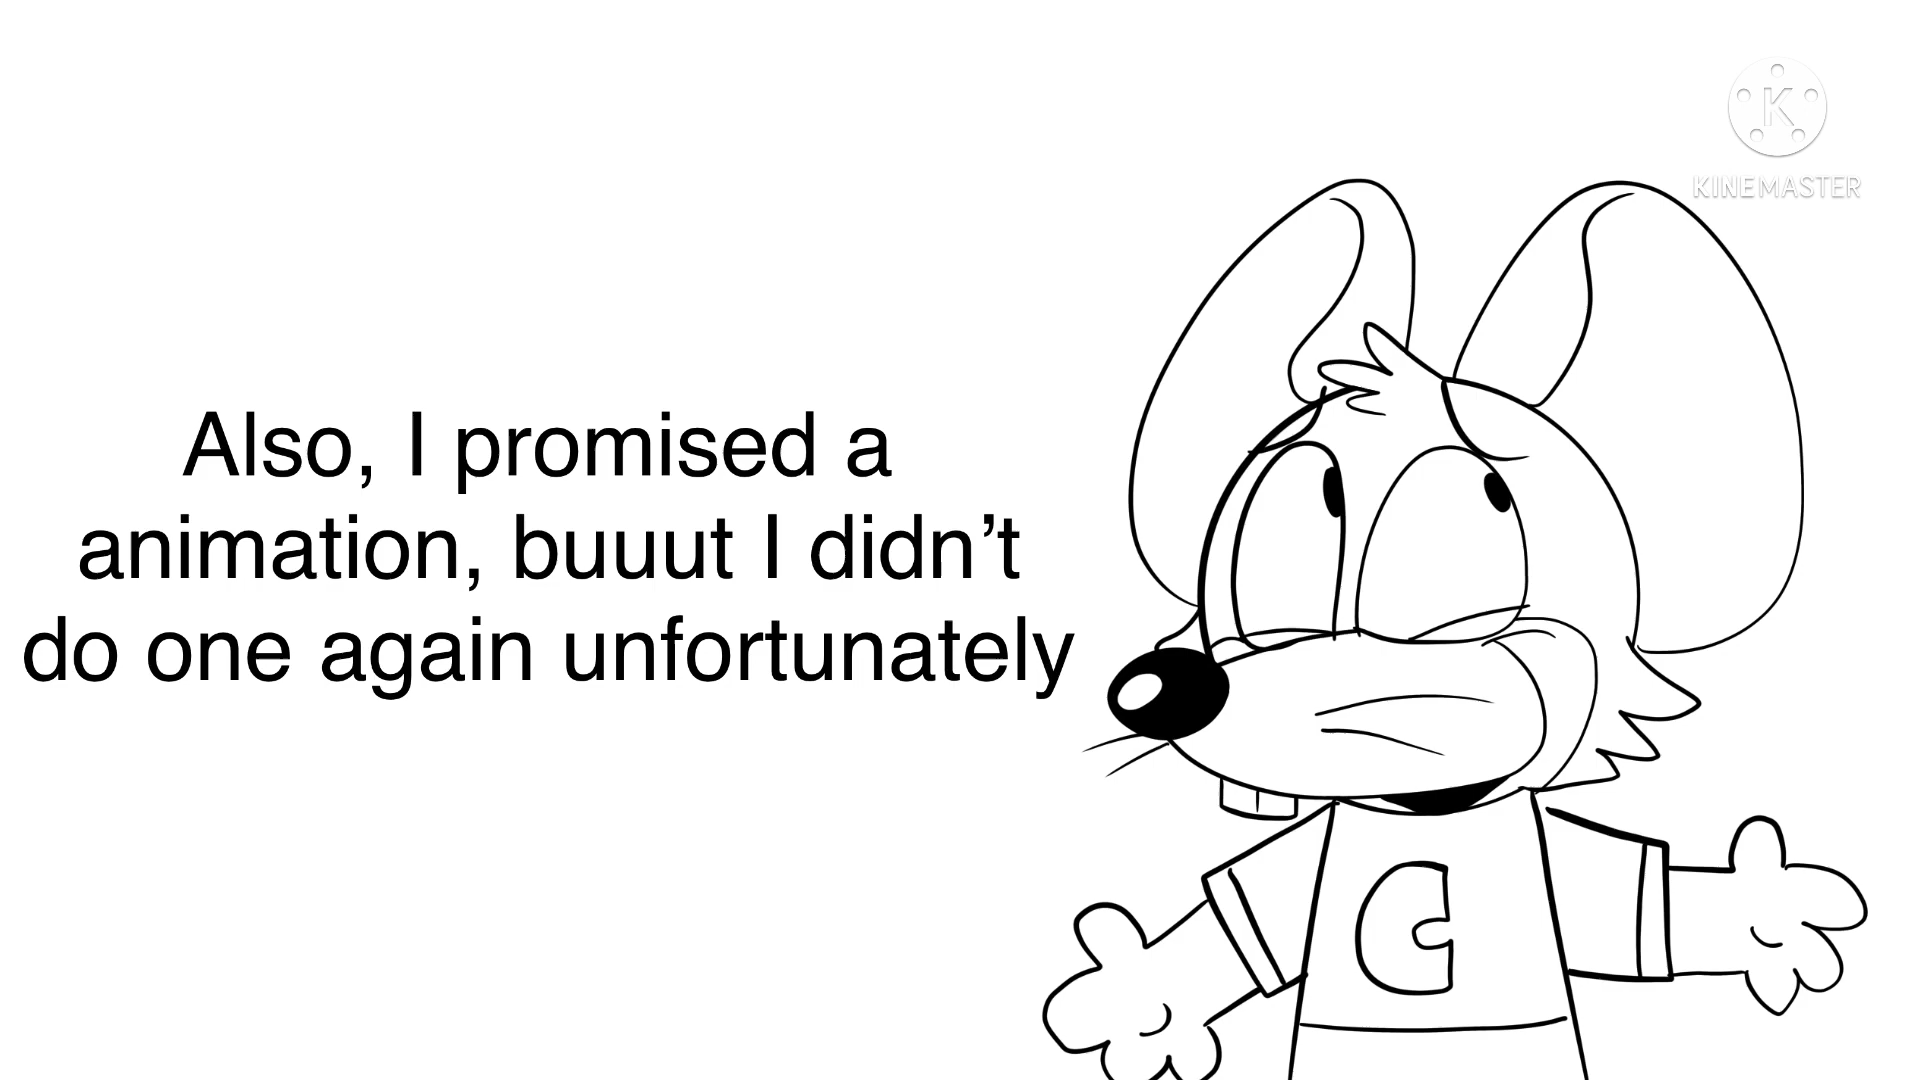 K
KINEMASTER
Also, I promised a
animation, buuut I didn’t
do one again unfortunately
C